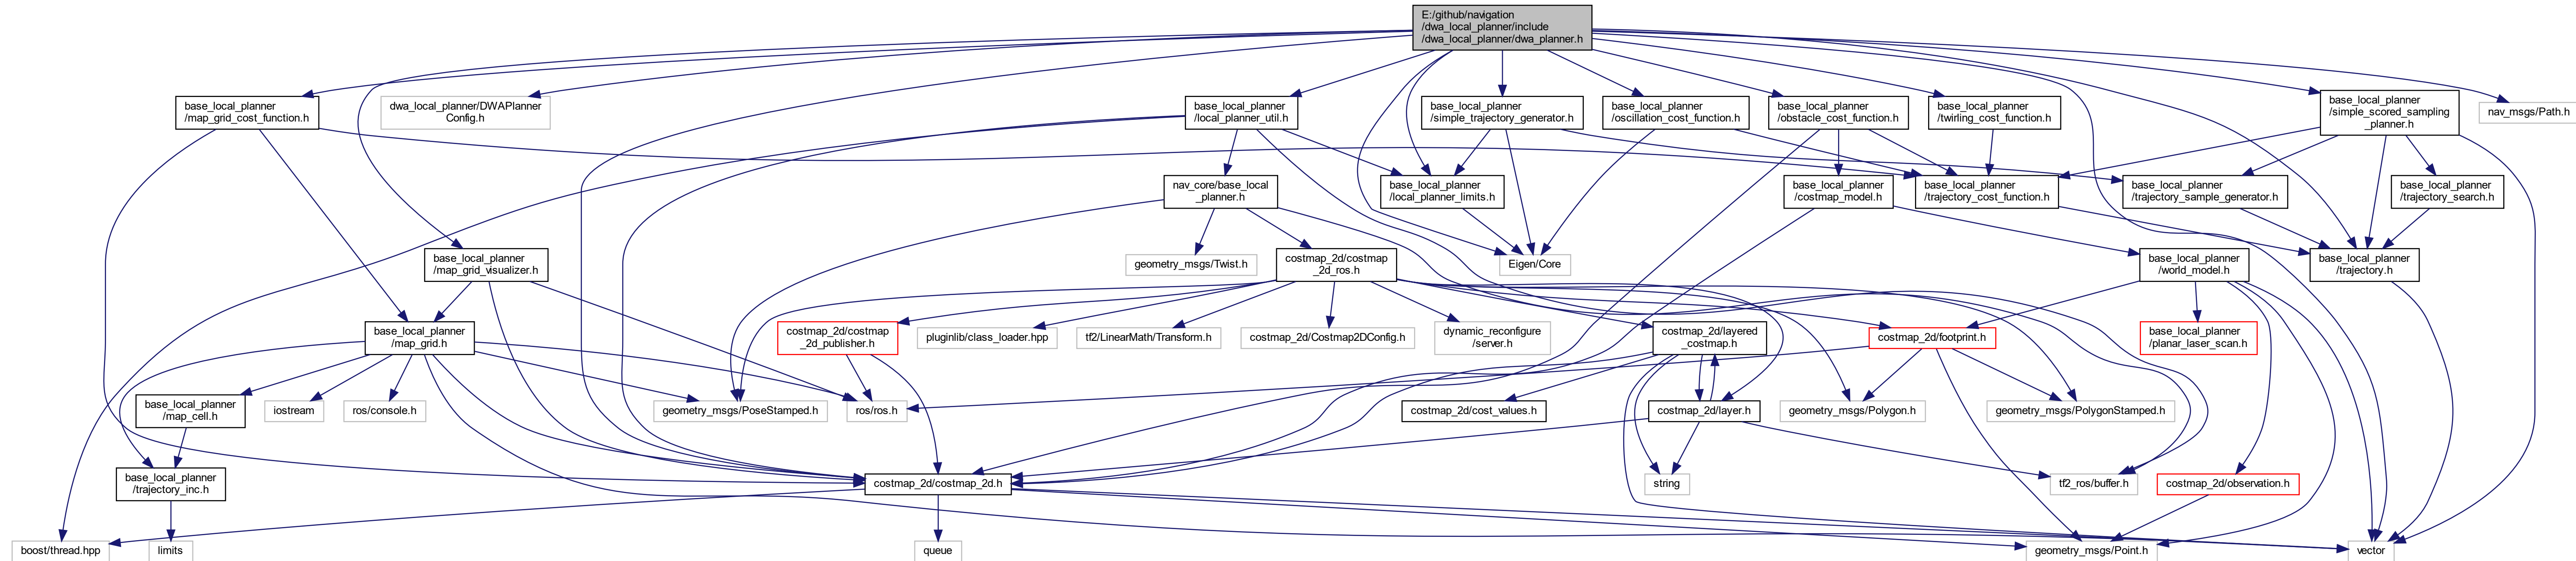 E:/github/navigation
/dwa_local_planner/include
/dwa_local_planner/dwa_planner.h
base_local_planner
/map_grid_cost_function.h
dwa_local_planner/DWAPlanner
Config.h
base_local_planner
/local_planner_util.h
base_local_planner
/simple_trajectory_generator.h
base_local_planner
/oscillation_cost_function.h
base_local_planner
/obstacle_cost_function.h
base_local_planner
/twirling_cost_function.h
base_local_planner
/simple_scored_sampling
_planner.h
nav_msgs/Path.h
nav_core/base_local
_planner.h
base_local_planner
/local_planner_limits.h
base_local_planner
/costmap_model.h
base_local_planner
/trajectory_cost_function.h
base_local_planner
/trajectory_sample_generator.h
base_local_planner
/trajectory_search.h
base_local_planner
/map_grid_visualizer.h
geometry_msgs/Twist.h
costmap_2d/costmap
_2d_ros.h
Eigen/Core
base_local_planner
/world_model.h
base_local_planner
/trajectory.h
base_local_planner
/map_grid.h
costmap_2d/costmap
_2d_publisher.h
pluginlib/class_loader.hpp
tf2/LinearMath/Transform.h
costmap_2d/Costmap2DConfig.h
dynamic_reconfigure
/server.h
costmap_2d/layered
_costmap.h
costmap_2d/footprint.h
base_local_planner
/planar_laser_scan.h
base_local_planner
/map_cell.h
iostream
ros/console.h
geometry_msgs/PoseStamped.h
ros/ros.h
costmap_2d/cost_values.h
costmap_2d/layer.h
geometry_msgs/Polygon.h
geometry_msgs/PolygonStamped.h
base_local_planner
/trajectory_inc.h
costmap_2d/costmap_2d.h
string
tf2_ros/buffer.h
costmap_2d/observation.h
boost/thread.hpp
limits
queue
geometry_msgs/Point.h
vector